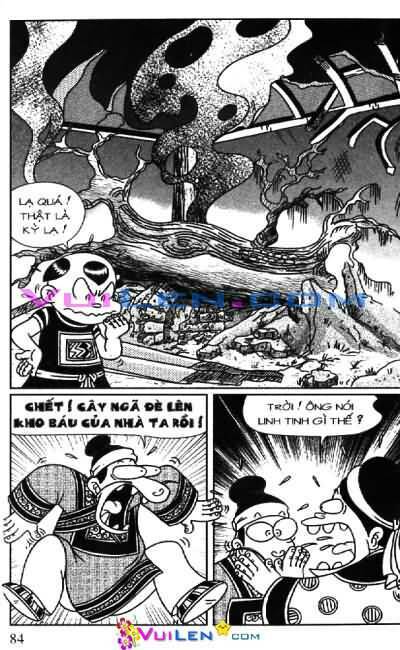 LẠ QUÁ!
THẬT LÀ
KỲ LẠ!
VUILEN.COM
CHẾT! CÂY NGÃ ĐÈ LÊN
KHO BÁU CỦA NHÀ TA RỒI!
TRỜI! ÔNG NÓI
LINH TINH GÌ THẾ?
84
VUILEN.COM